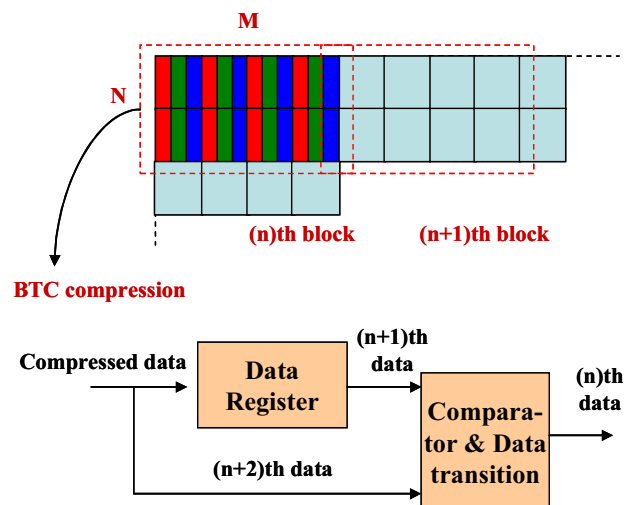 M
N
(n)th block
(n+1)th block
BTC compression
Compressed data
Data
Register
(n+1)th
data
(n+2)th data
Compara-
tor & Data
transition
(n)th
data